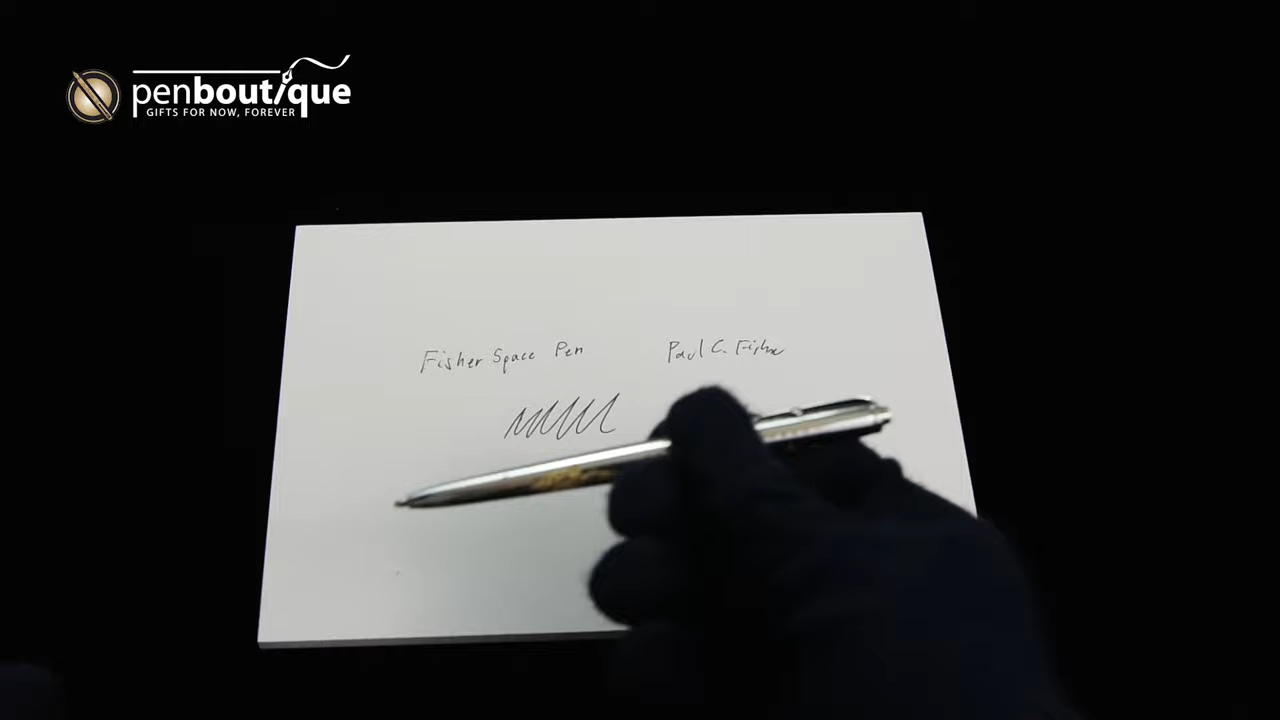 penboutique
GIFTS FOR NOW, FOREVER
Fisher Space Pen Paul C. Fisher